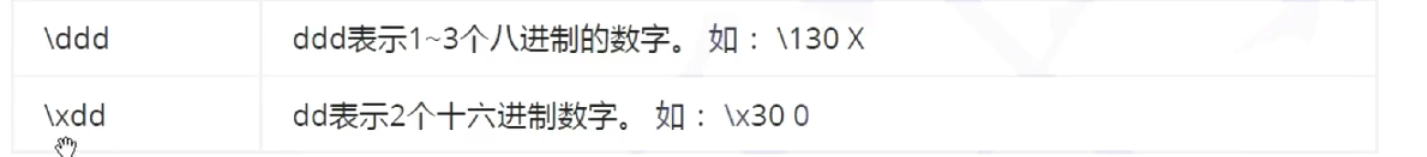 \ddd ddd表示1~3个八进制的数字。 如： \130 X
\xdd dd表示2个十六进制数字。 如： \x30 0